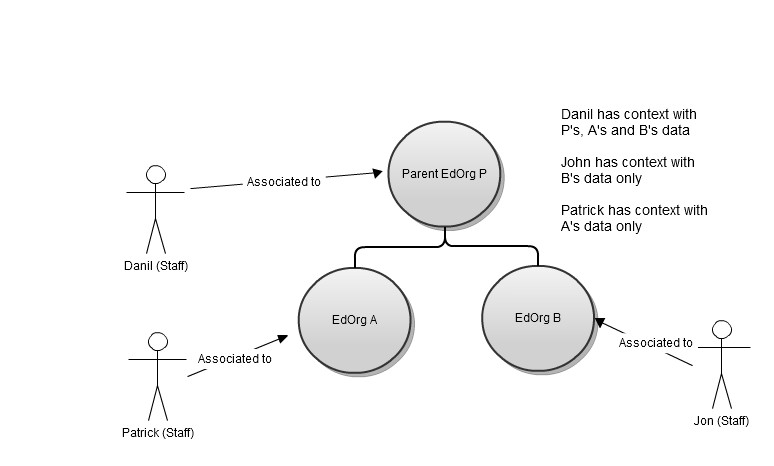 Danil has context with
P's, A's and B's data
John has context with
B's data only
Patrick has context with
A's data only
Parent EdOrg P
Associated to
Danil (Staff)
EdOrg A
EdOrg B
Associated to
Patrick (Staff)
Associated to
Jon (Staff)